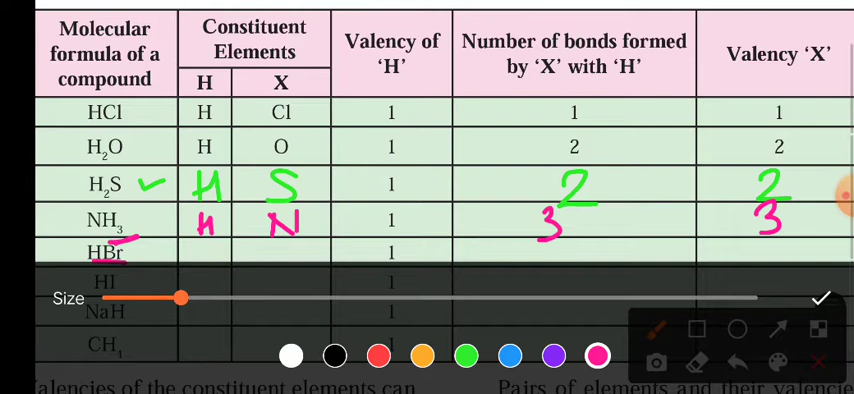 Molecular formula of a compound | Constituent Elements | Valency of 'H' | Number of bonds formed by 'X' with 'H' | Valency 'X'
H | X
HCl | H | Cl | 1 | 1 | 1
H₂O | H | O | 1 | 2 | 2
H₂S | H | S | 1 | 2 | 2
NH₃ | H | N | 1 | 3 | 3
HBr | 1
HI | 1
Size
NaH | 1
CH₄ | 1
Valencies of the constituent elements can
Pairs of elements and their valencie